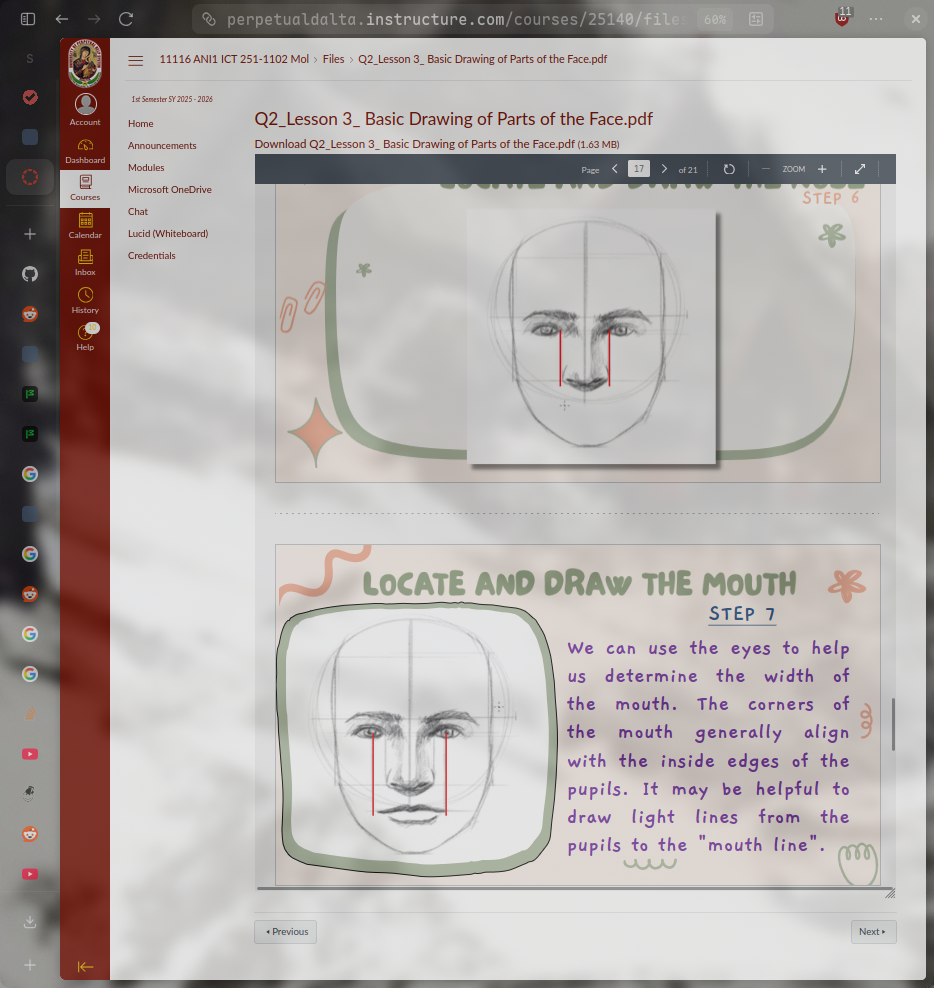 perpetualdalta.instructure.com/courses/25140/files
60%
11
S
11116 ANI1 ICT 251-1102 Mol > Files > Q2_Lesson 3_ Basic Drawing of Parts of the Face.pdf
1st Semester SY 2025 - 2026
Home
Announcements
Modules
Microsoft OneDrive
Chat
Lucid (Whiteboard)
Credentials
Account
Dashboard
Courses
Calendar
Inbox
History
10
Help
Q2_Lesson 3_ Basic Drawing of Parts of the Face.pdf
Download Q2_Lesson 3_ Basic Drawing of Parts of the Face.pdf (1.63 MB)
Page 17 of 21 ZOOM
LOCATE AND DRAW THE NOSE
STEP 6
LOCATE AND DRAW THE MOUTH
STEP 7
We can use the eyes to help
us determine the width of
the mouth. The corners of
the mouth generally align
with the inside edges of the
pupils. It may be helpful to
draw light lines from the
pupils to the "mouth line".
Previous
Next